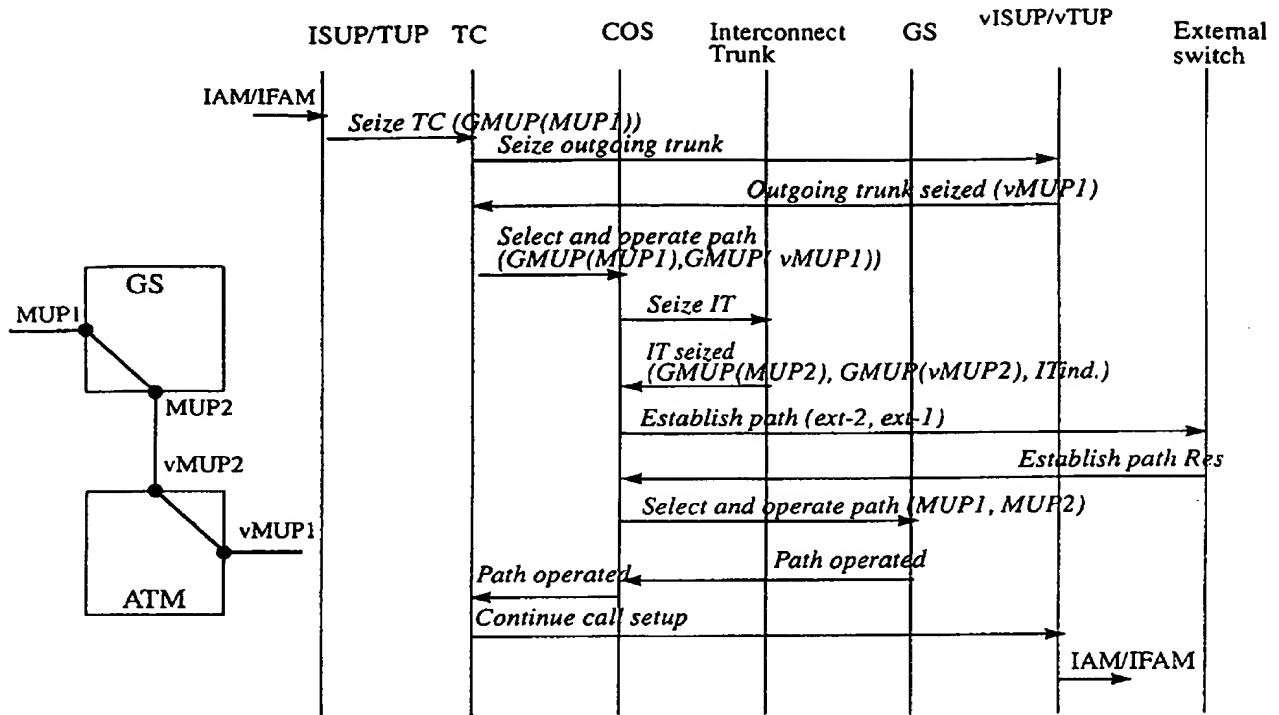 ISUP/TUP TC COS Interconnect GS vISUP/vTUP External
Trunk switch
IAM/IFAM
Seize TC (GMUP(MUP1))
Seize outgoing trunk
Outgoing trunk seized (vMUP1)
Select and operate path
(GMUP(MUP1),GMUP( vMUP1))
GS
MUP1
Seize IT
IT seized
(GMUP(MUP2), GMUP(vMUP2), ITind.)
MUP2
Establish path (ext-2, ext-1)
vMUP2
Establish path Res
Select and operate path (MUP1, MUP2)
vMUP1
Path operated
Path operated
ATM
Continue call setup
IAM/IFAM